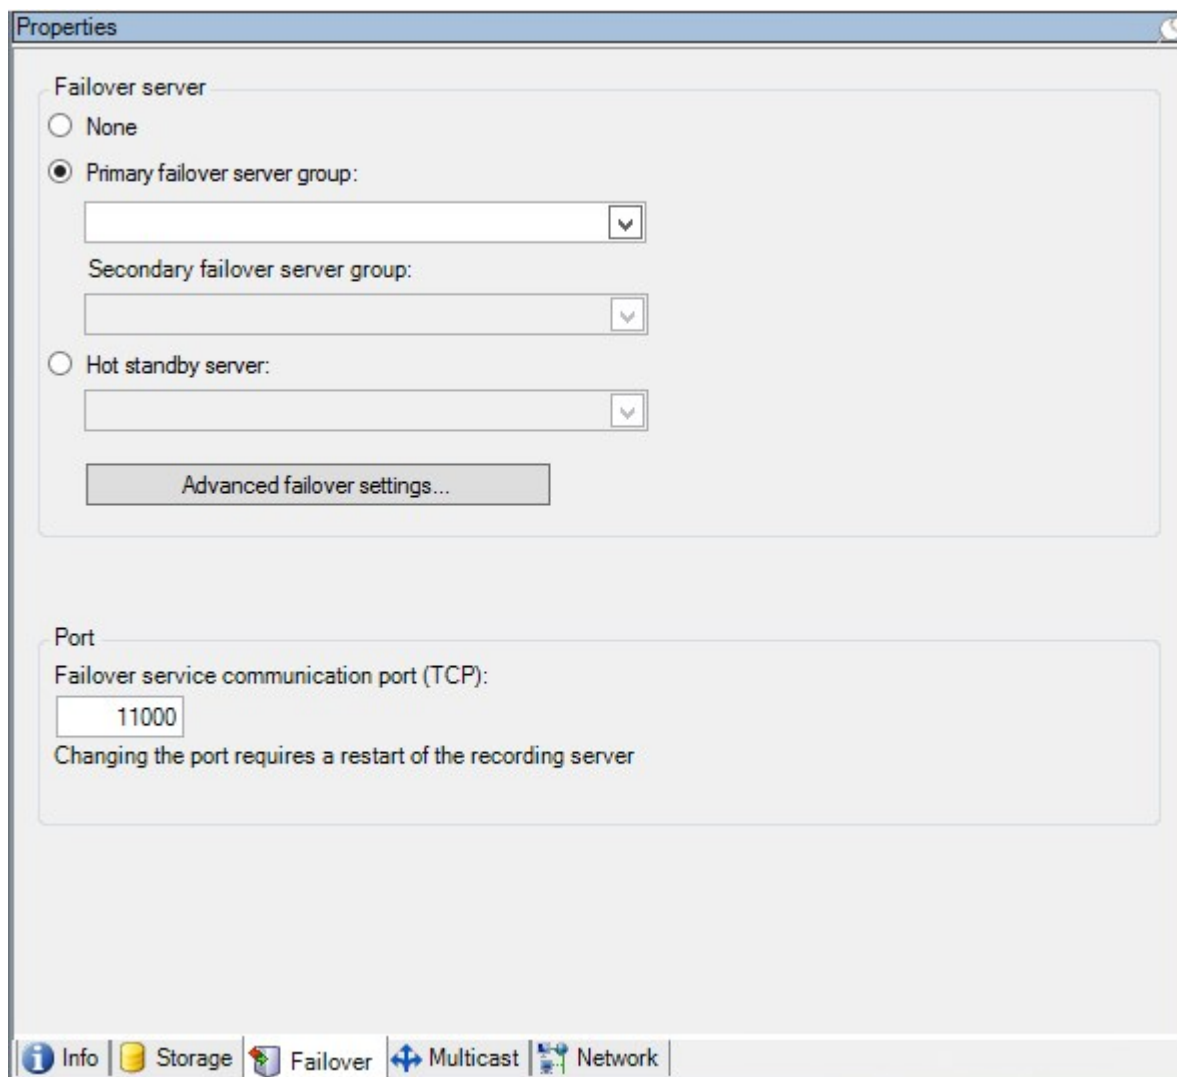 Properties
Failover server
None
Primary failover server group:
Secondary failover server group:
Hot standby server:
Advanced failover settings...
Port
Failover service communication port (TCP):
11000
Changing the port requires a restart of the recording server
Info Storage Failover Multicast Network